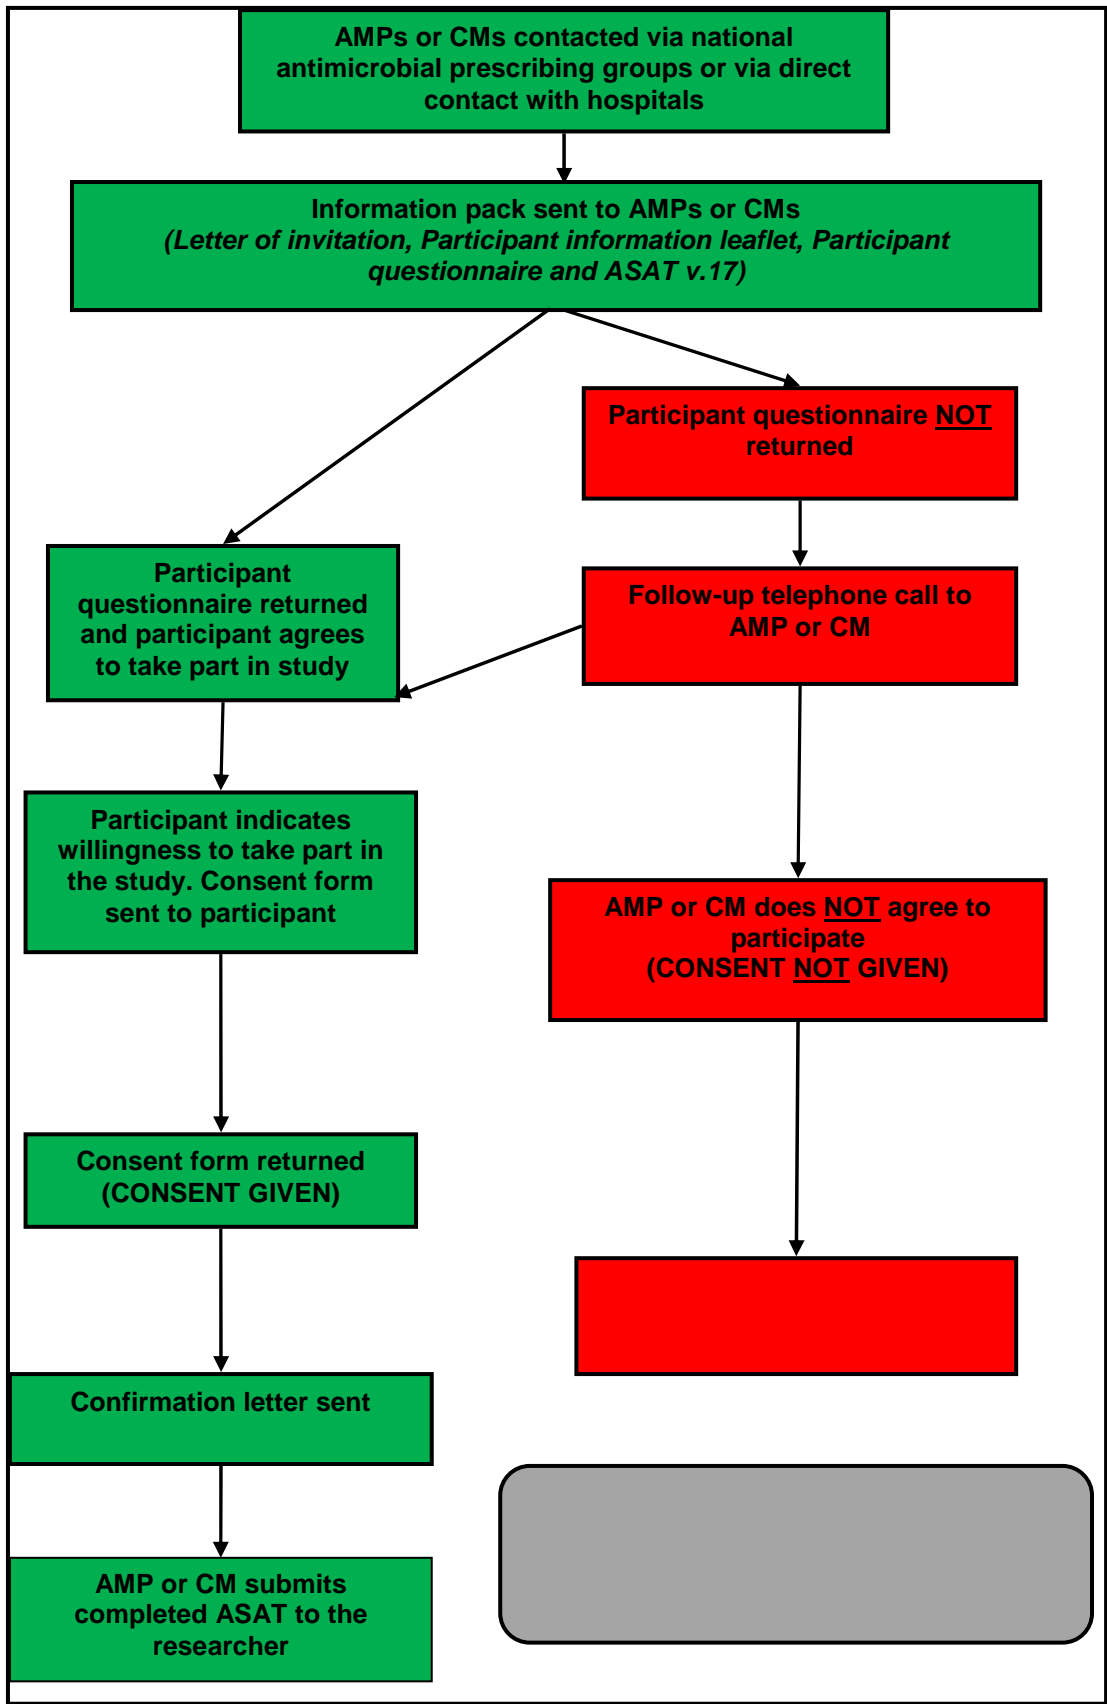 AMPs or CMs contacted via national
antimicrobial prescribing groups or via direct
contact with hospitals
Information pack sent to AMPs or CMs
(Letter of invitation, Participant information leaflet, Participant
questionnaire and ASAT v.17)
Participant questionnaire NOT
returned
Participant
questionnaire returned
and participant agrees
to take part in study
Follow-up telephone call to
AMP or CM
Participant indicates
willingness to take part in
the study. Consent form
sent to participant
AMP or CM does NOT agree to
participate
(CONSENT NOT GIVEN)
Consent form returned
(CONSENT GIVEN)
Confirmation letter sent
AMP or CM submits
completed ASAT to the
researcher